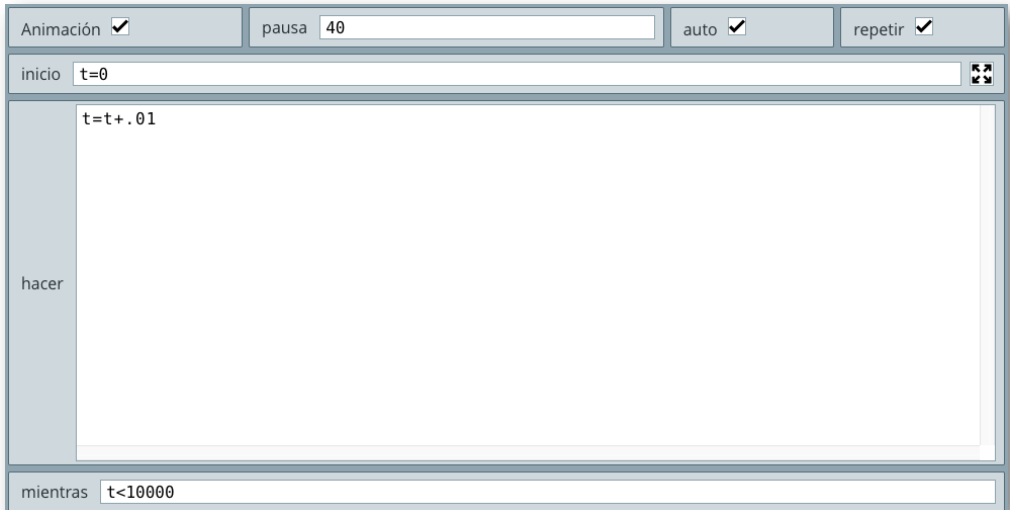 Animación pausa 40 auto repetir
inicio t=0
t=t+.01
hacer
mientras t<10000